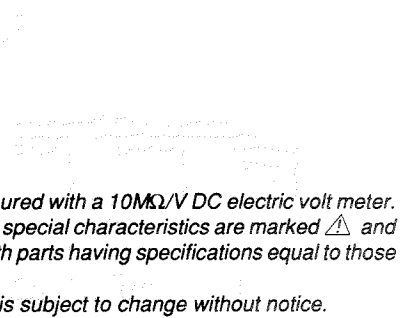 ured with a 10MΩ/V DC electric volt meter.
special characteristics are marked ⚠ and
th parts having specifications equal to those
is subject to change without notice.